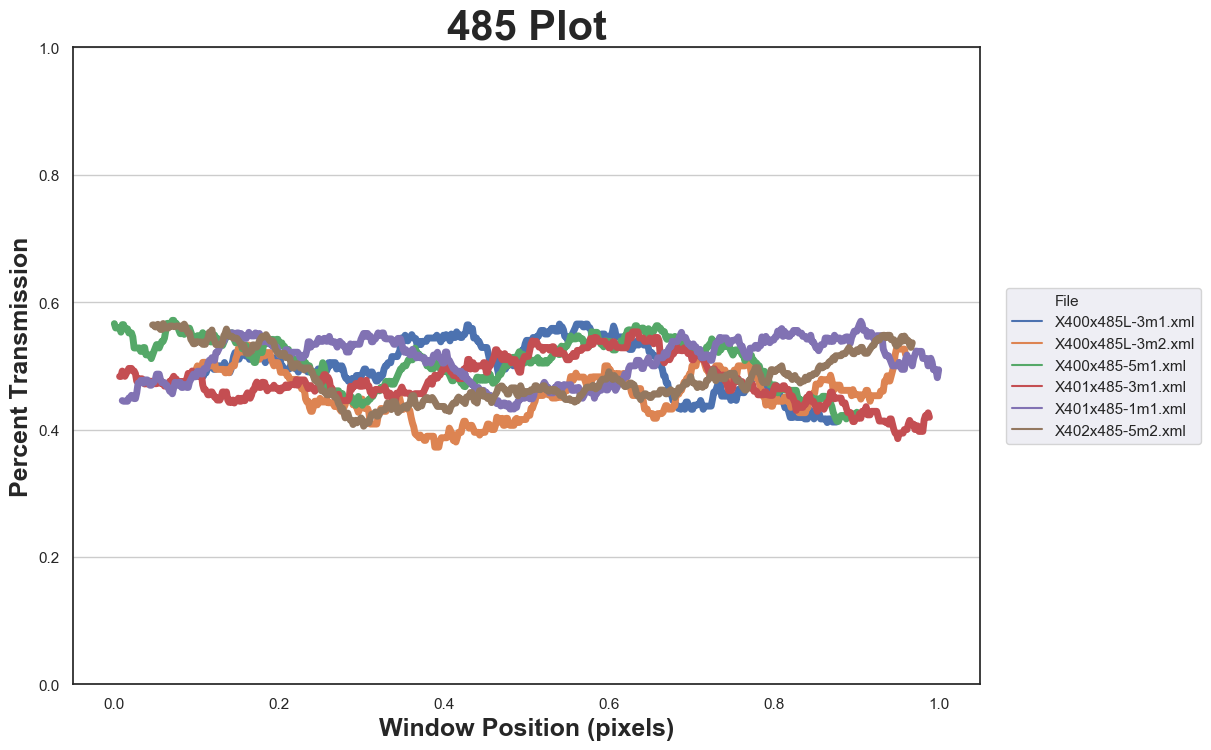 485 Plot
Percent Transmission
1.0
0.8
0.6
0.4
0.2
0.0
0.0 0.2 0.4 0.6 0.8 1.0
Window Position (pixels)
File
X400x485L-3m1.xml
X400x485L-3m2.xml
X400x485-5m1.xml
X401x485-3m1.xml
X401x485-1m1.xml
X402x485-5m2.xml